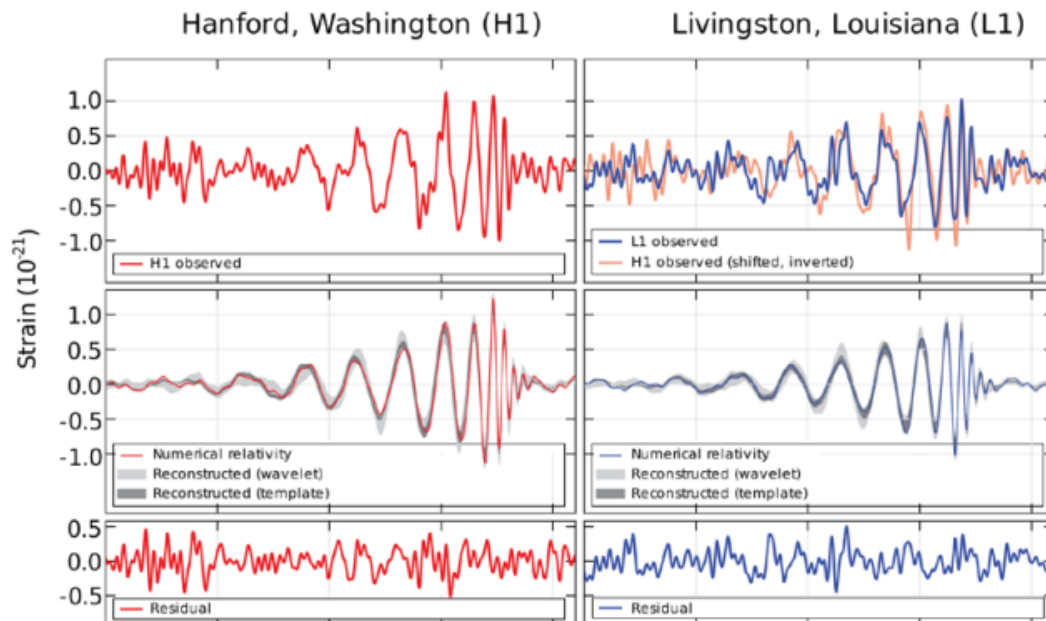 Hanford, Washington (H1)
Livingston, Louisiana (L1)
Strain (10⁻²¹)
1.0
0.5
0.0
-0.5
-1.0
H1 observed
L1 observed
H1 observed (shifted, inverted)
1.0
0.5
0.0
-0.5
-1.0
Numerical relativity
Reconstructed (wavelet)
Reconstructed (template)
Numerical relativity
Reconstructed (wavelet)
Reconstructed (template)
0.5
0.0
-0.5
Residual
Residual